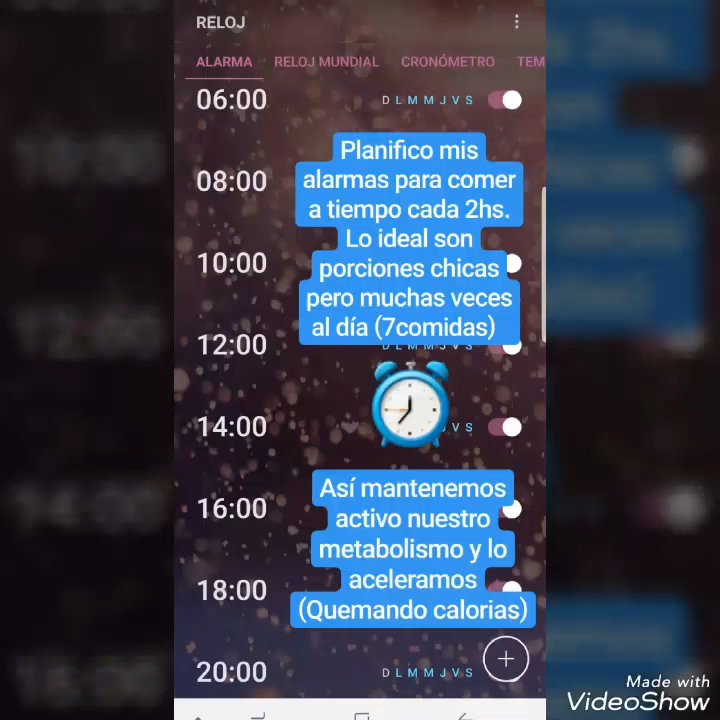 RELOJ
ALARMA RELOJ MUNDIAL CRONÓMETRO TEM
06:00 D L M M J V S
Planifico mis
08:00 alarmas para comer
a tiempo cada 2hs.
Lo ideal son
10:00 porciones chicas
pero muchas veces
al día (7comidas)
12:00 D L M M J V S
14:00 J V S
Así mantenemos
16:00 activo nuestro
metabolismo y lo
18:00 aceleramos
(Quemando calorias)
20:00 D L M M J V S
Made with
VideoShow